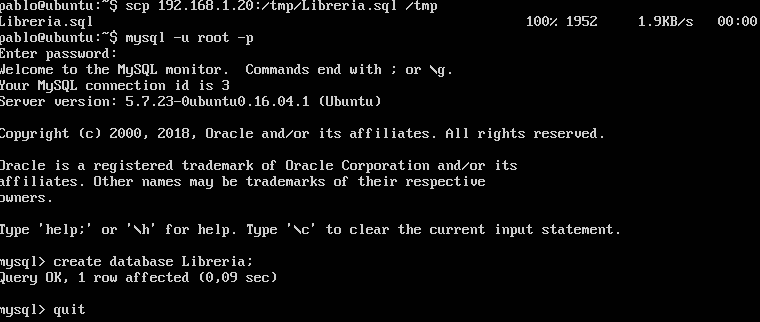 pablo@ubuntu:~$ scp 192.168.1.20:/tmp/Libreria.sql /tmp
Libreria.sql 100% 1952 1.9KB/s 00:00
pablo@ubuntu:~$ mysql -u root -p
Enter password:
Welcome to the MySQL monitor.  Commands end with ; or \g.
Your MySQL connection id is 3
Server version: 5.7.23-0ubuntu0.16.04.1 (Ubuntu)
Copyright (c) 2000, 2018, Oracle and/or its affiliates. All rights reserved.
Oracle is a registered trademark of Oracle Corporation and/or its
affiliates. Other names may be trademarks of their respective
owners.
Type 'help;' or '\h' for help. Type '\c' to clear the current input statement.
mysql> create database Libreria;
Query OK, 1 row affected (0,09 sec)
mysql> quit